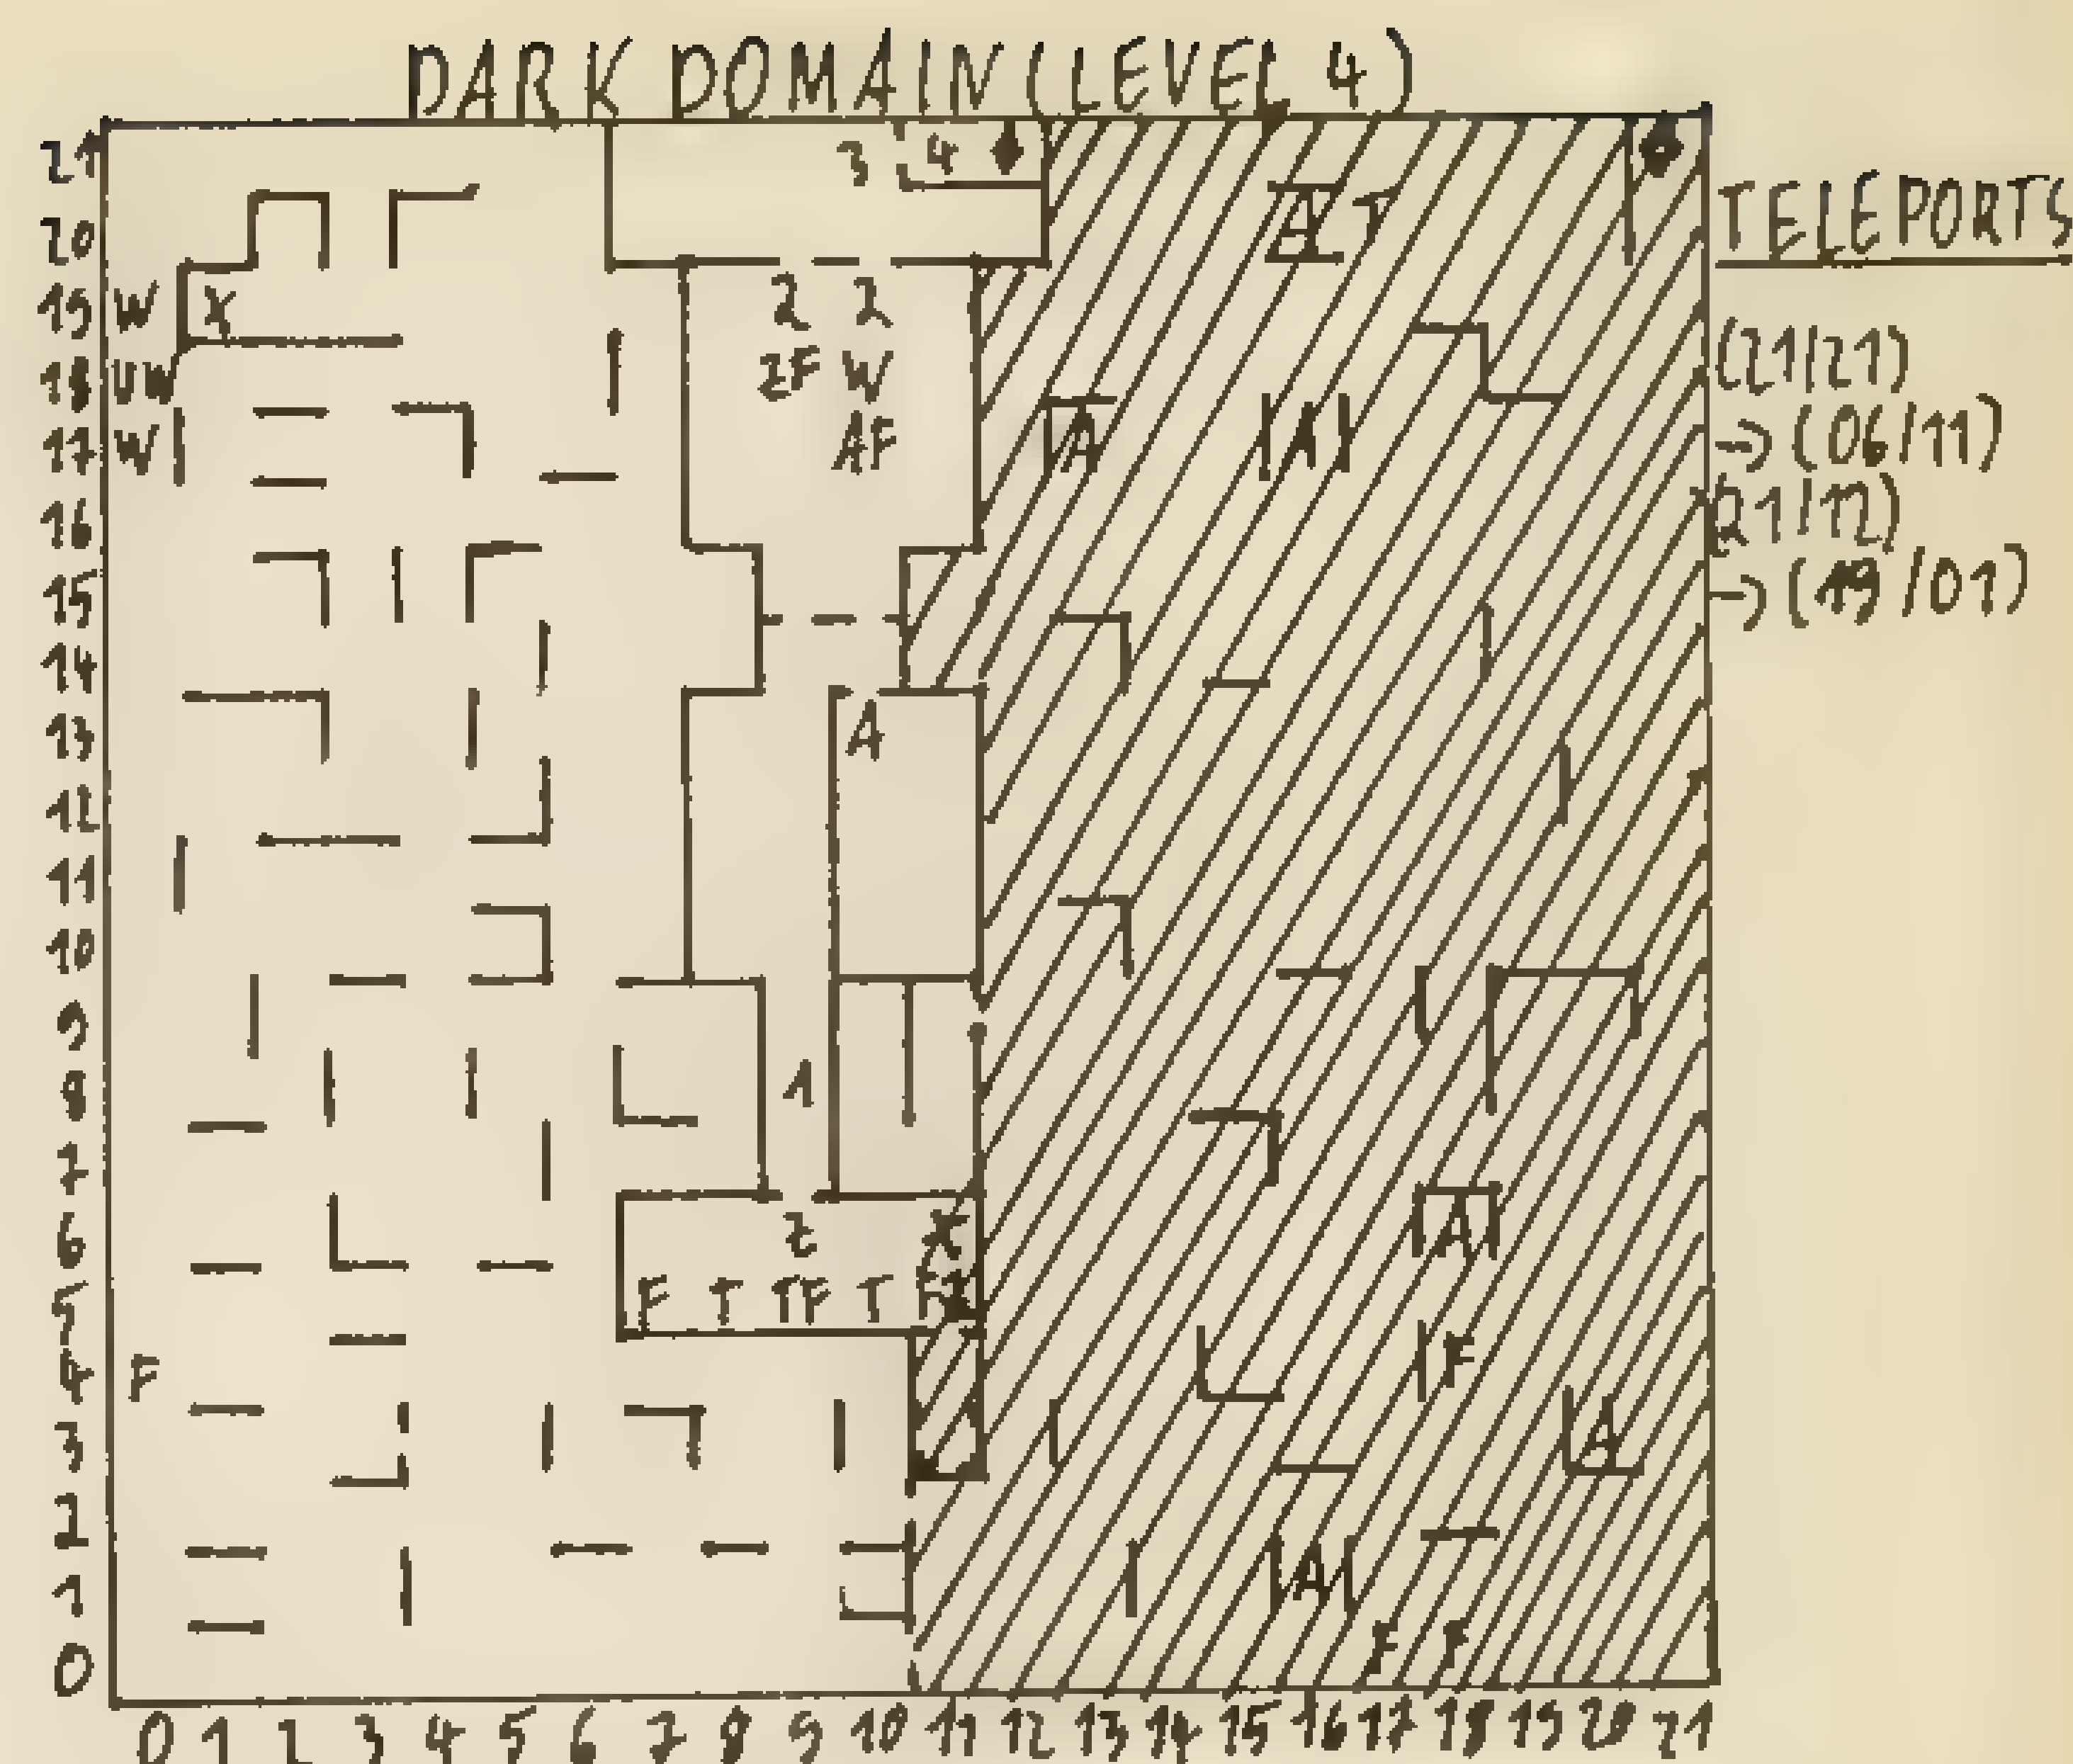 DARK DOMAIN (LEVEL 4)
21 3 4
20 A T TELEPORTS
19 W X 2 2
18 UW ZF W (21/21)
17 W AF A A → (06/11)
16 (21/12)
15 → (19/01)
14
13 A
12
11
10
9
8 1
7
6 Z X A
5 F T TF T
4 F F
3 A
2
1 A
0 F F
0 1 2 3 4 5 6 7 8 9 10 11 12 13 14 15 16 17 18 19 20 21